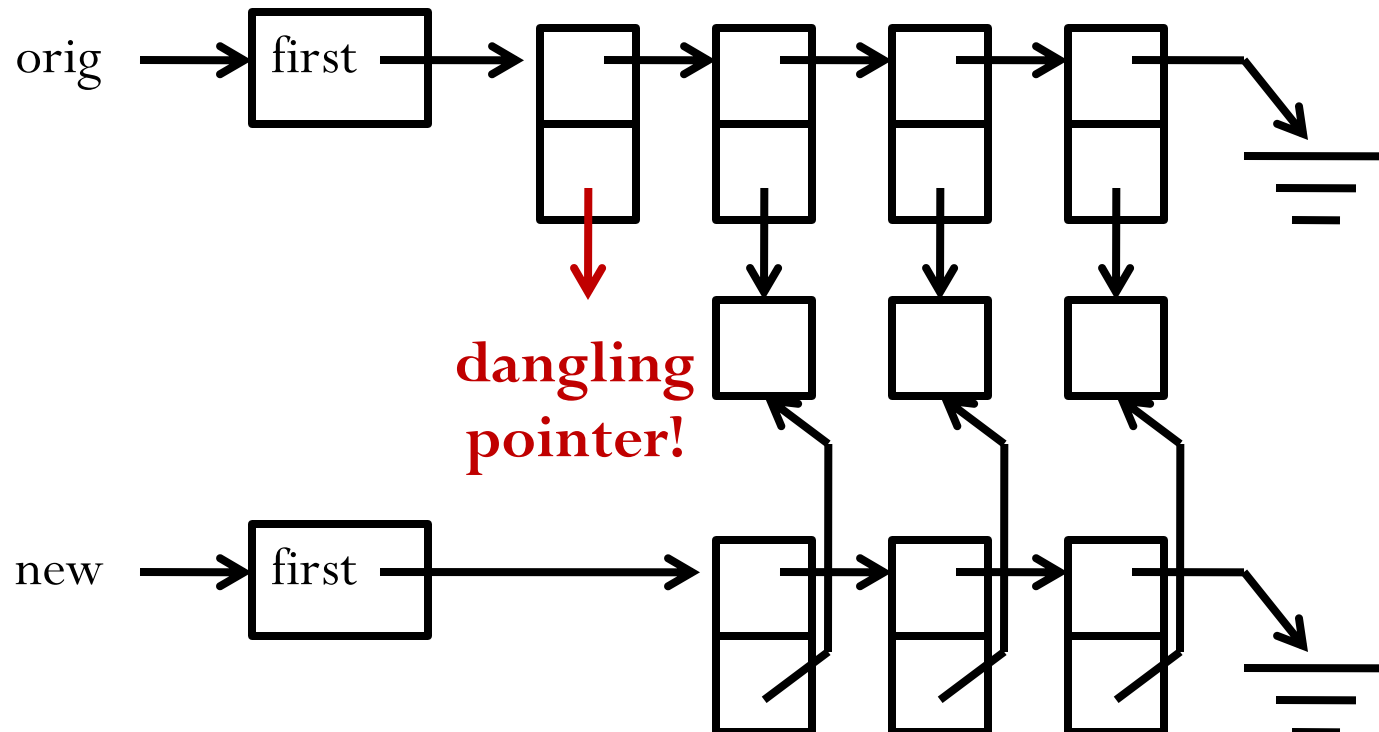 orig
first
dangling
pointer!
new
first